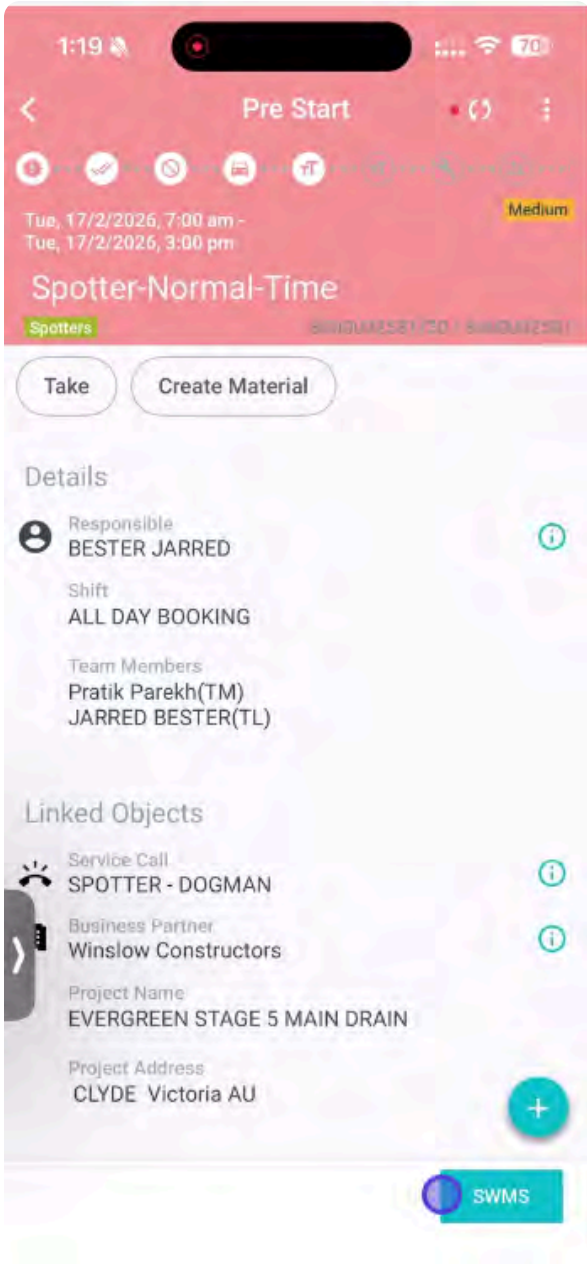 1:19
70
Pre Start
Medium
Tue, 17/2/2026, 7:00 am -
Tue, 17/2/2026, 3:00 pm
Spotter-Normal-Time
Spotters
Take
Create Material
Details
Responsible
BESTER JARRED
Shift
ALL DAY BOOKING
Team Members
Pratik Parekh(TM)
JARRED BESTER(TL)
Linked Objects
Service Call
SPOTTER - DOGMAN
Business Partner
Winslow Constructors
Project Name
EVERGREEN STAGE 5 MAIN DRAIN
Project Address
CLYDE Victoria AU
+
SWMS